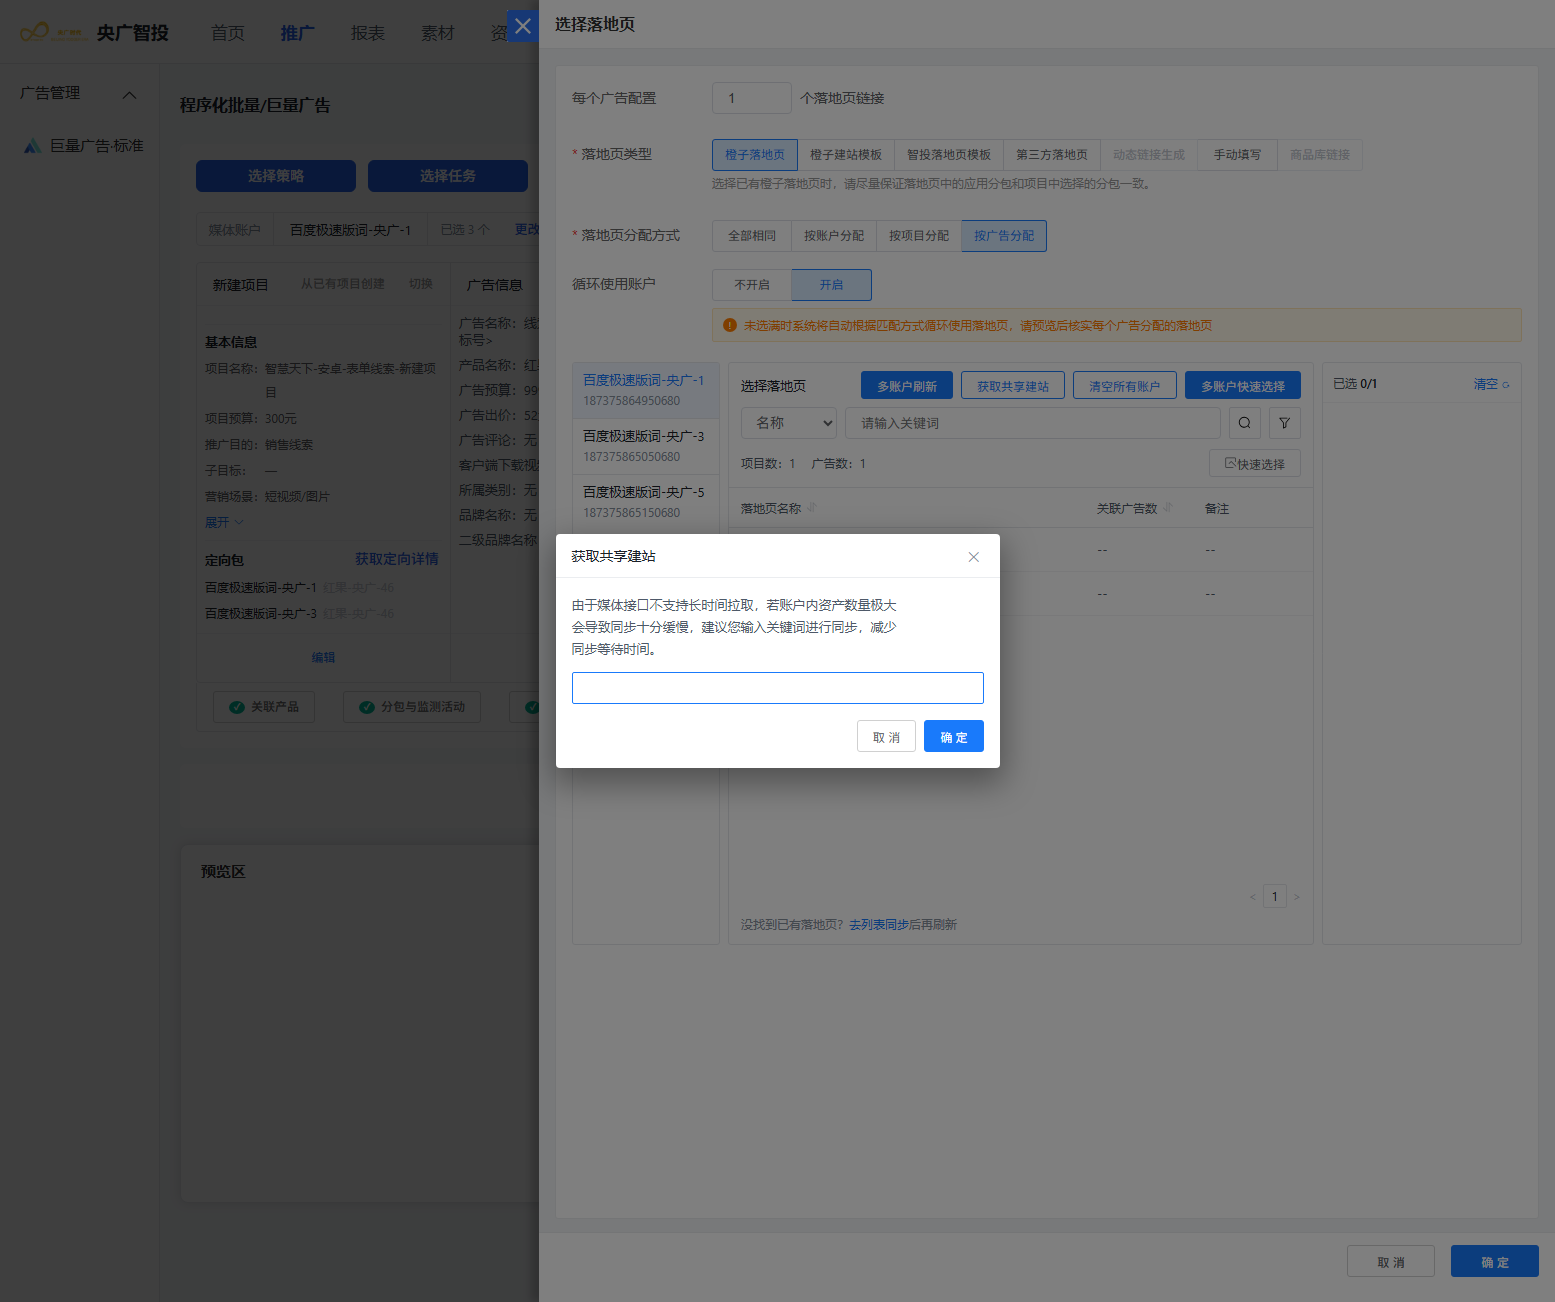 央广智投
首页
推广
报表
素材
资
选择落地页
广告管理
巨量广告·标准
程序化批量/巨量广告
选择策略
选择任务
媒体账户
百度极速版词-央广-1
已选 3 个
更改
新建项目
从已有项目创建
切换
广告信息
基本信息
项目名称：
智慧天下-安卓-表单线索-新建项
目
项目预算：
300元
推广目的：
销售线索
子目标：
—
营销场景：
短视频/图片
展开
定向包
获取定向详情
百度极速版词-央广-1 红果-央广-46
百度极速版词-央广-3 红果-央广-46
编辑
广告名称：
标号>
产品名称：红
广告预算：99
广告出价：52
广告评论：无
客户端下载视
所属类别：无
品牌名称：无
二级品牌名称
关联产品
分包与监测活动
预览区
每个广告配置
1
个落地页链接
* 落地页类型
橙子落地页
橙子建站模板
智投落地页模板
第三方落地页
动态链接生成
手动填写
商品库链接
选择已有橙子落地页时，请尽量保证落地页中的应用分包和项目中选择的分包一致。
* 落地页分配方式
全部相同
按账户分配
按项目分配
按广告分配
循环使用账户
不开启
开启
未选满时系统将自动根据匹配方式循环使用落地页，请预览后核实每个广告分配的落地页
百度极速版词-央广-1
187375864950680
百度极速版词-央广-3
187375865050680
百度极速版词-央广-5
187375865150680
选择落地页
多账户刷新
获取共享建站
清空所有账户
多账户快速选择
名称
请输入关键词
项目数：1
广告数：1
快速选择
落地页名称
关联广告数
备注
--
--
--
--
已选 0/1
清空
获取共享建站
由于媒体接口不支持长时间拉取，若账户内资产数量极大
会导致同步十分缓慢，建议您输入关键词进行同步，减少
同步等待时间。
取 消
确 定
< 1 >
没找到已有落地页？去列表同步后再刷新
取 消
确 定